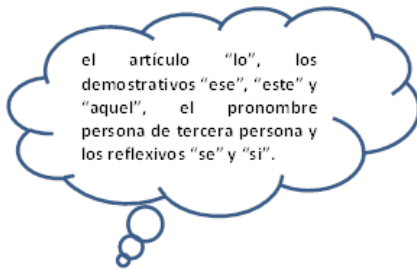 el artículo “lo”, los
demostrativos “ese”, “este” y
“aquel”, el pronombre
persona de tercera persona y
los reflexivos “se” y “si”.